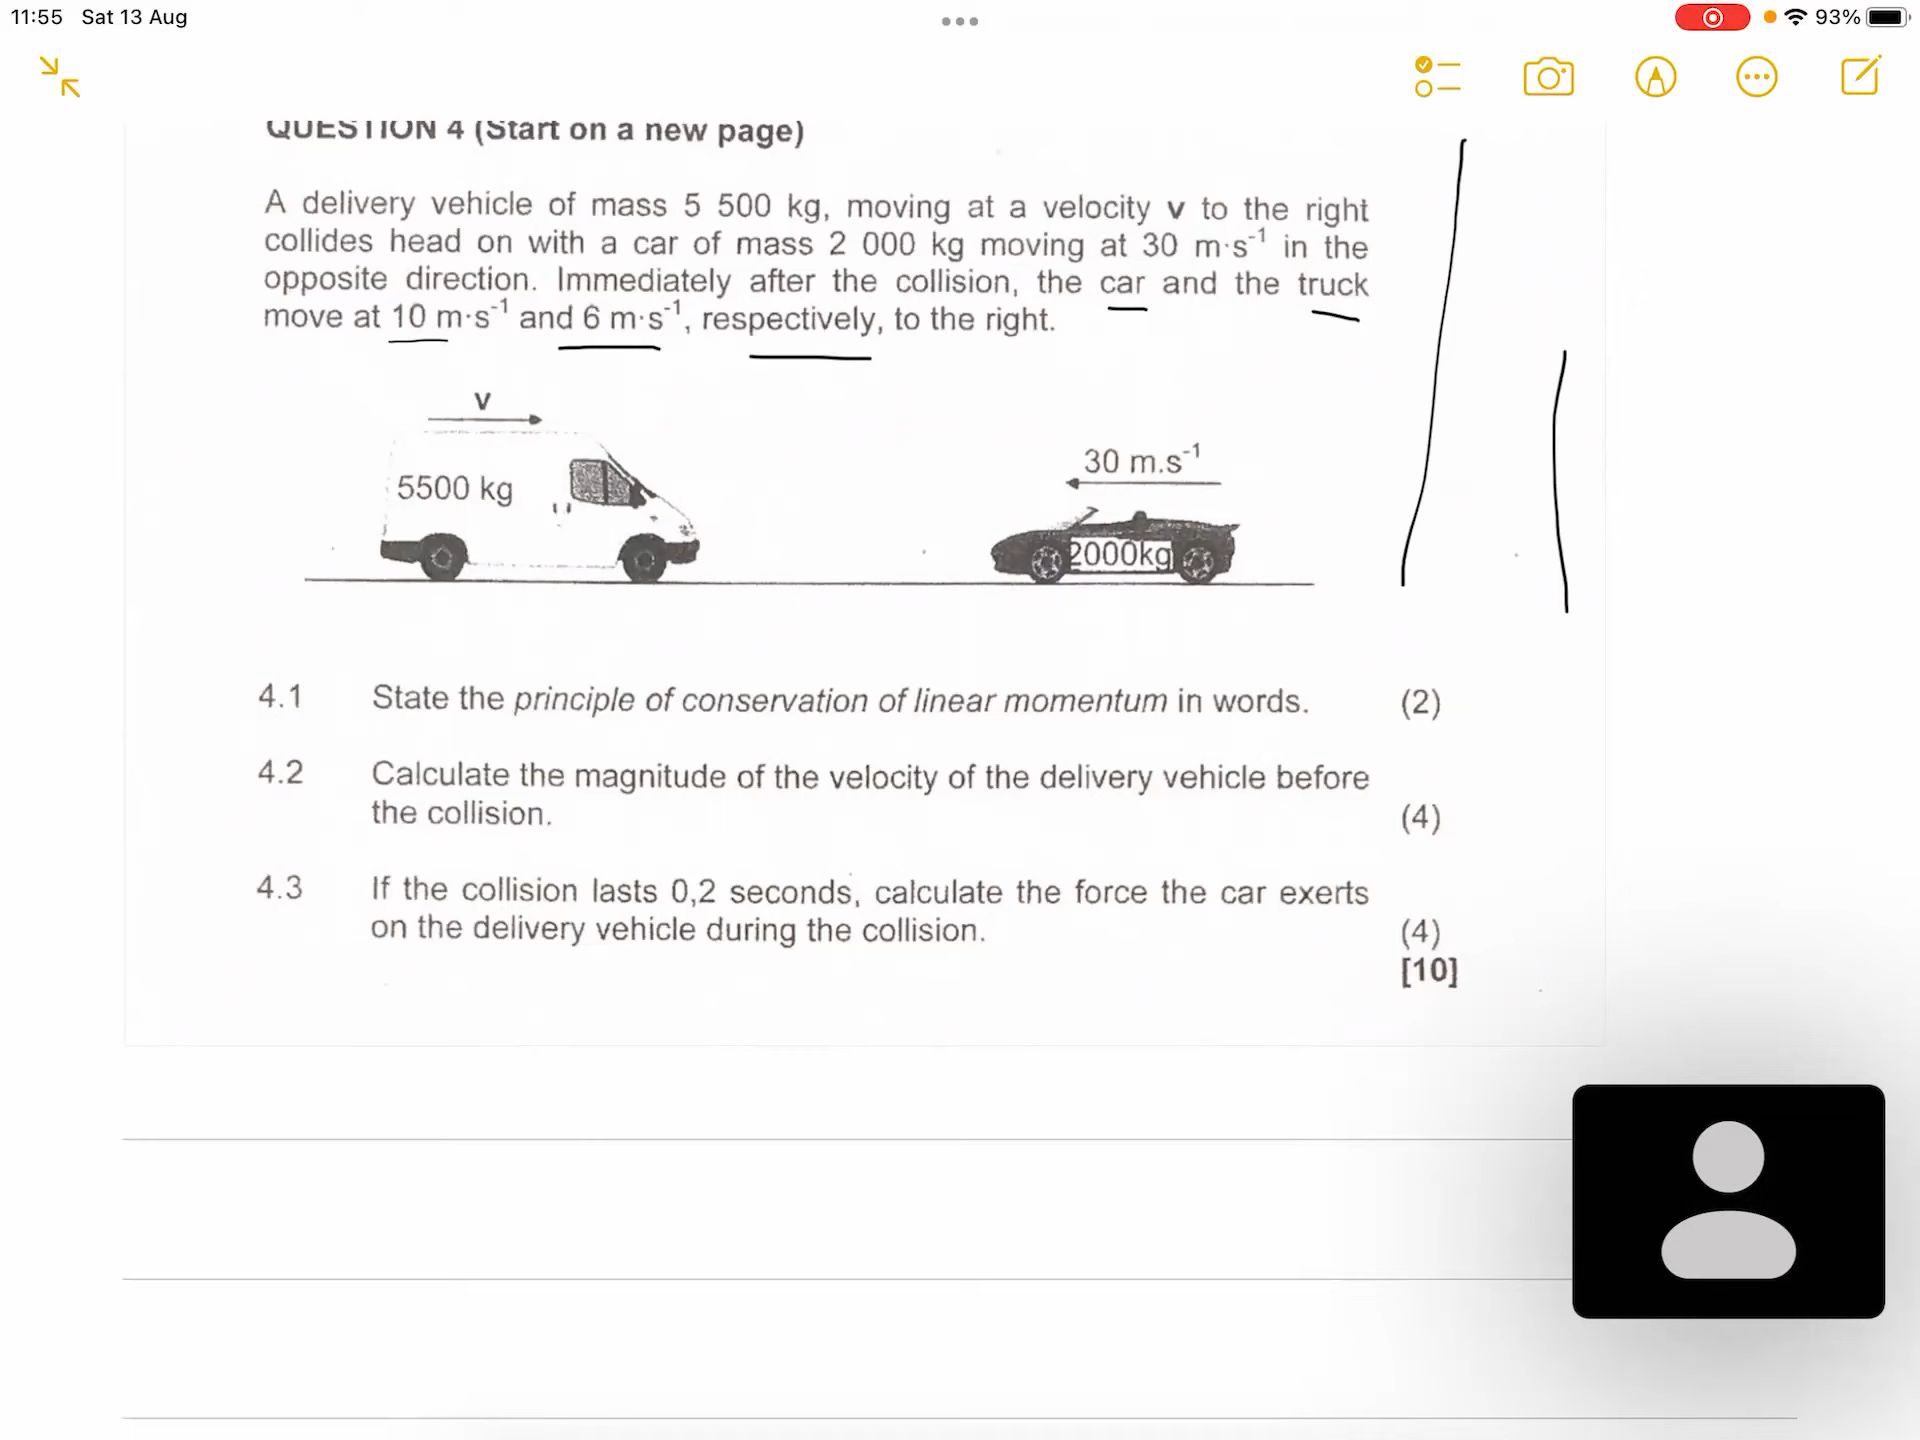 11:55 Sat 13 Aug
93%
QUESTION 4 (Start on a new page)
A delivery vehicle of mass 5 500 kg, moving at a velocity v to the right
collides head on with a car of mass 2 000 kg moving at 30 m·s⁻¹ in the
opposite direction. Immediately after the collision, the car and the truck
move at 10 m·s⁻¹ and 6 m·s⁻¹, respectively, to the right.
v
30 m.s⁻¹
5500 kg
2000kg
4.1 State the principle of conservation of linear momentum in words. (2)
4.2 Calculate the magnitude of the velocity of the delivery vehicle before
the collision. (4)
4.3 If the collision lasts 0,2 seconds, calculate the force the car exerts
on the delivery vehicle during the collision. (4)
[10]